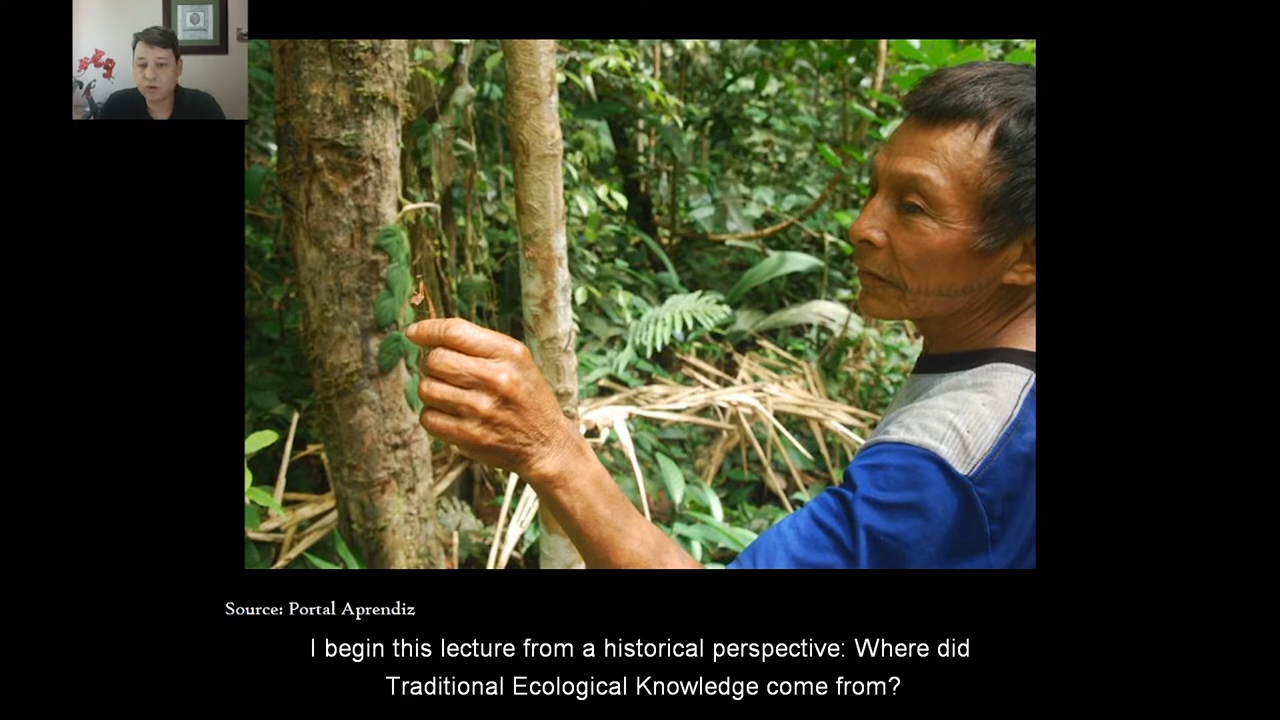 Source: Portal Aprendiz
I begin this lecture from a historical perspective: Where did
Traditional Ecological Knowledge come from?